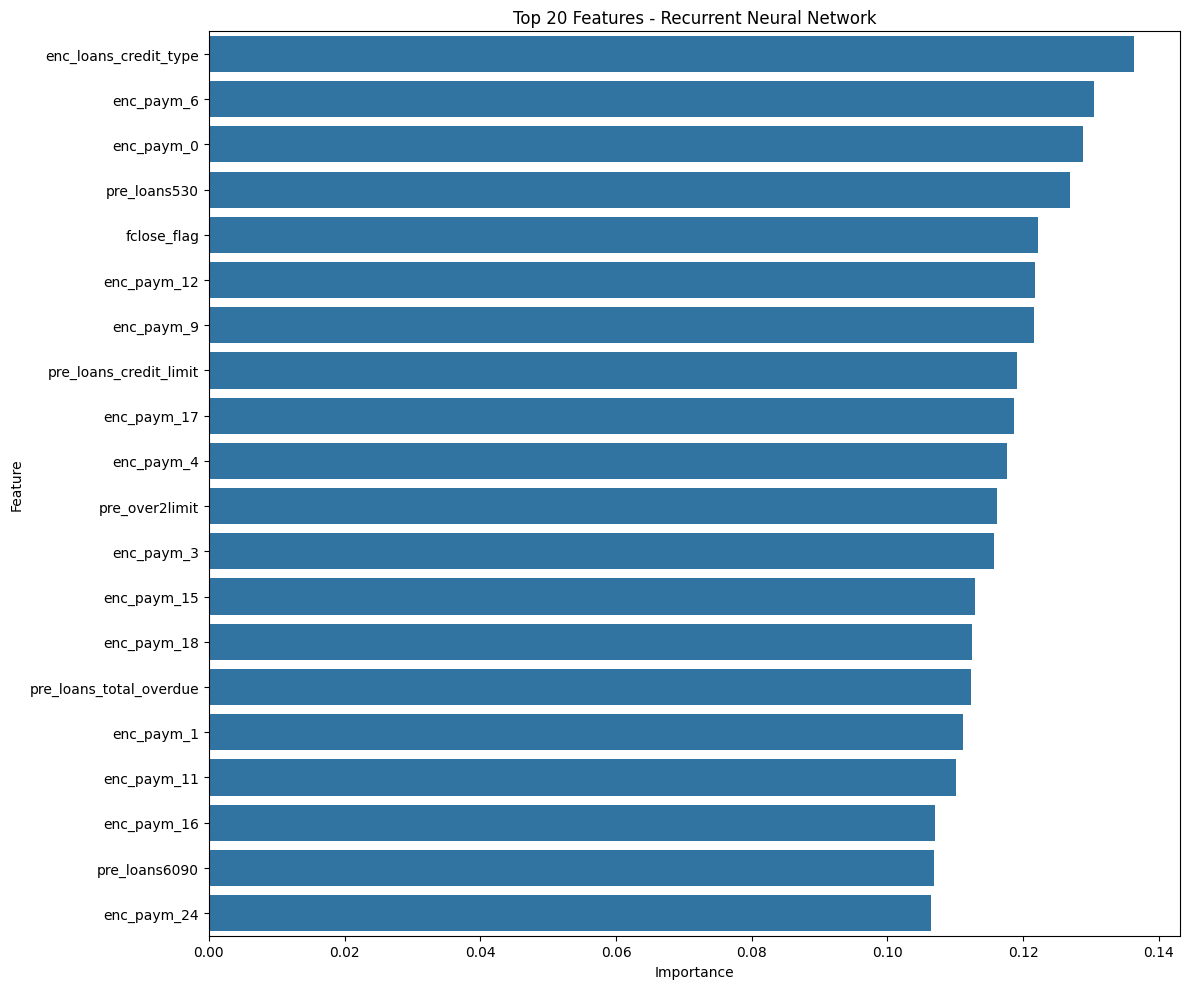 Top 20 Features - Recurrent Neural Network
Feature
enc_loans_credit_type
enc_paym_6
enc_paym_0
pre_loans530
fclose_flag
enc_paym_12
enc_paym_9
pre_loans_credit_limit
enc_paym_17
enc_paym_4
pre_over2limit
enc_paym_3
enc_paym_15
enc_paym_18
pre_loans_total_overdue
enc_paym_1
enc_paym_11
enc_paym_16
pre_loans6090
enc_paym_24
0.00 0.02 0.04 0.06 0.08 0.10 0.12 0.14
Importance